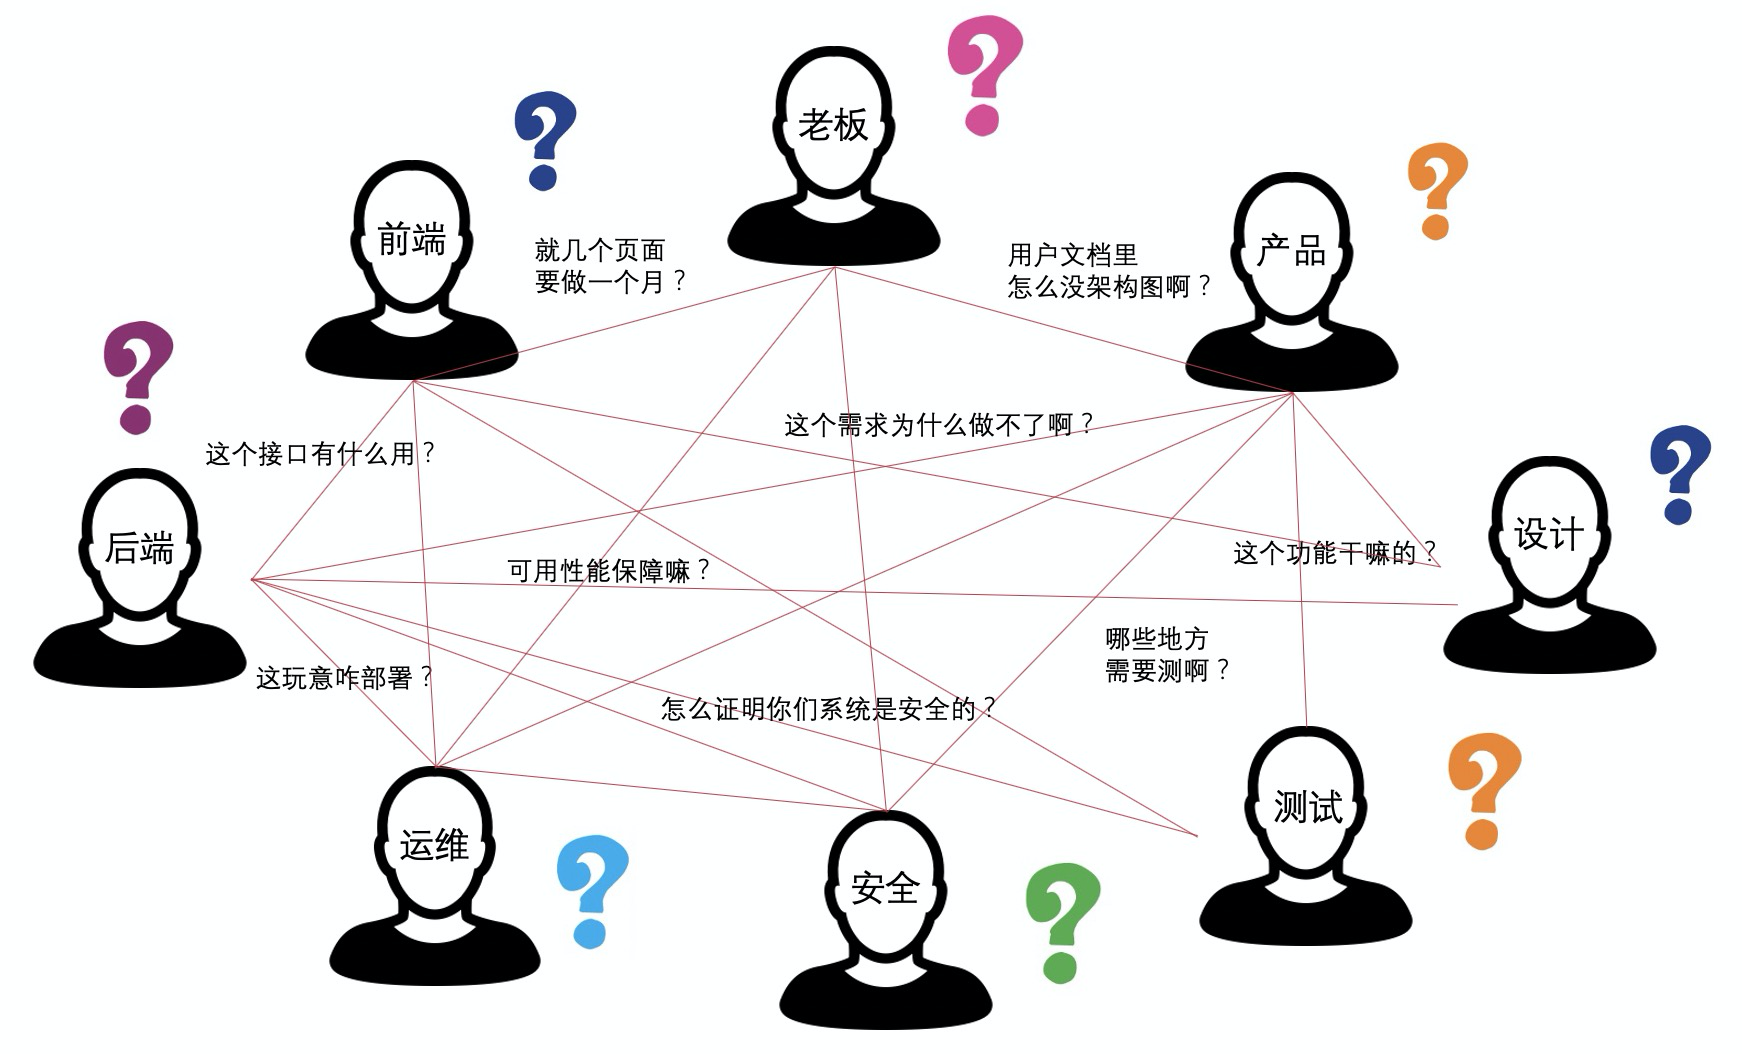 老板
前端
就几个页面
要做一个月？
用户文档里
怎么没架构图啊？
产品
这个需求为什么做不了啊？
这个接口有什么用？
后端
设计
可用性能保障嘛？
这个功能干嘛的？
哪些地方
需要测啊？
这玩意咋部署？
怎么证明你们系统是安全的？
测试
运维
安全